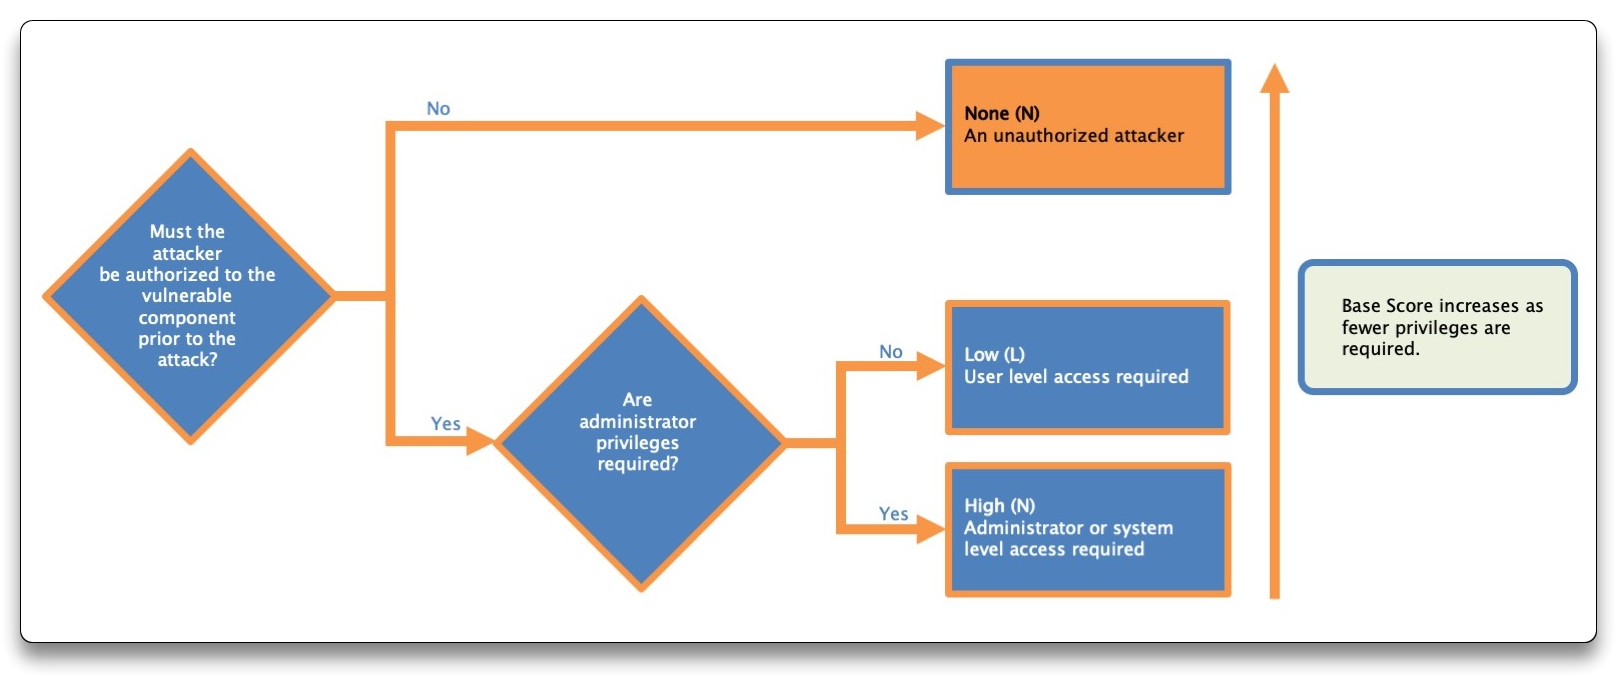 Must the
attacker
be authorized to the
vulnerable
component
prior to the
attack?
No
Yes
None (N)
An unauthorized attacker
Are
administrator
privileges
required?
No
Yes
Low (L)
User level access required
High (N)
Administrator or system
level access required
Base Score increases as
fewer privileges are
required.